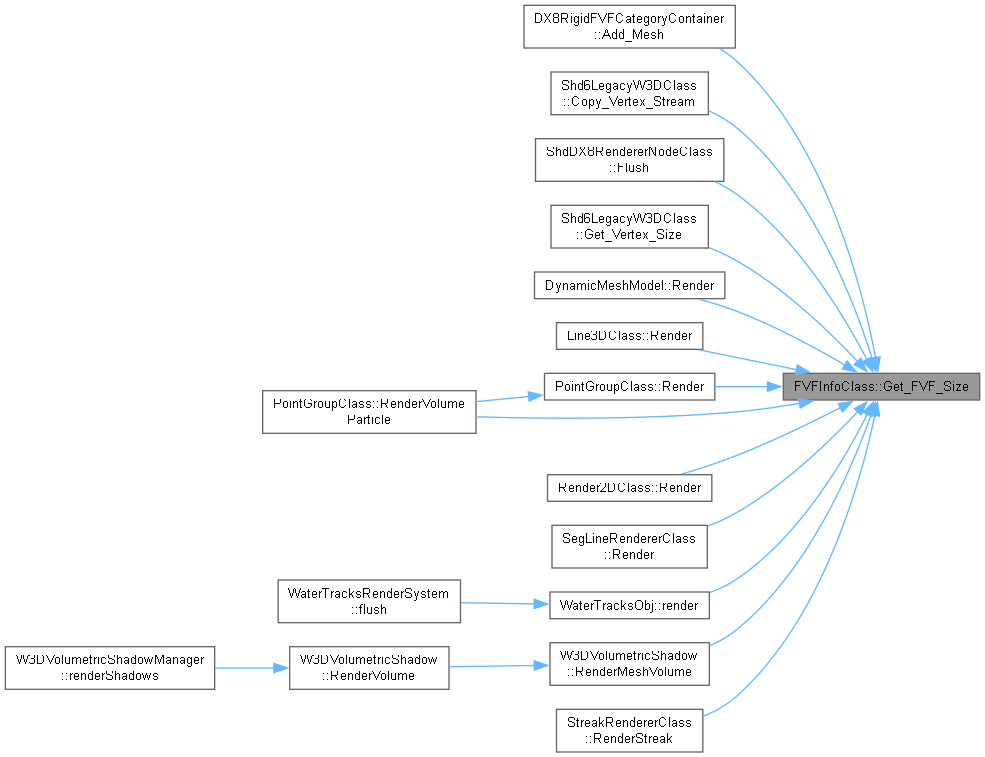 DX8RigidFVFCategoryContainer
::Add_Mesh
Shd6LegacyW3DClass
::Copy_Vertex_Stream
ShdDX8RendererNodeClass
::Flush
Shd6LegacyW3DClass
::Get_Vertex_Size
DynamicMeshModel::Render
Line3DClass::Render
PointGroupClass::Render
FVFInfoClass::Get_FVF_Size
PointGroupClass::RenderVolume
Particle
Render2DClass::Render
SegLineRendererClass
::Render
WaterTracksRenderSystem
::flush
WaterTracksObj::render
W3DVolumetricShadowManager
::renderShadows
W3DVolumetricShadow
::RenderVolume
W3DVolumetricShadow
::RenderMeshVolume
StreakRendererClass
::RenderStreak